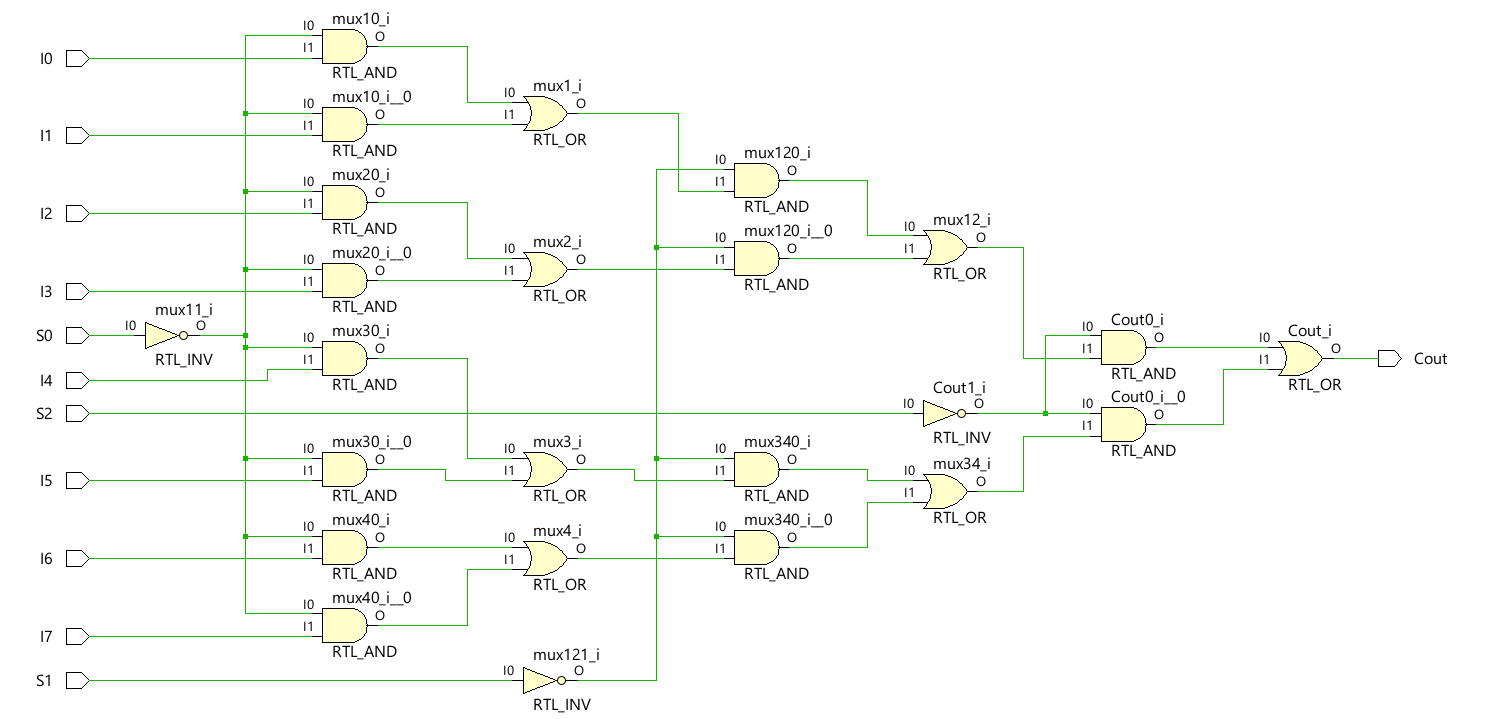 mux10_i
I0
O
I0
I1
RTL_AND
mux10_i__0
mux1_i
I0
O
I0
O
I1
I1
I1
RTL_AND
RTL_OR
mux20_i
mux120_i
I0
O
I0
O
I2
I1
I1
RTL_AND
RTL_AND
mux20_i__0
mux2_i
mux120_i__0
mux12_i
I0
O
I0
O
I0
O
I0
O
I3
I1
I1
I1
I1
RTL_AND
RTL_OR
RTL_AND
RTL_OR
mux11_i
S0
I0
O
RTL_INV
mux30_i
Cout0_i
Cout_i
I0
O
I0
O
I0
O
I4
I1
I1
I1
Cout
RTL_AND
RTL_AND
RTL_OR
Cout1_i
Cout0_i__0
S2
I0
O
I0
O
I1
RTL_INV
RTL_AND
mux30_i__0
mux3_i
mux340_i
mux34_i
I0
O
I0
O
I0
O
I0
O
I5
I1
I1
I1
I1
RTL_AND
RTL_OR
RTL_AND
RTL_OR
mux40_i
mux4_i
mux340_i__0
I0
O
I0
O
I0
O
I6
I1
I1
I1
RTL_AND
RTL_OR
RTL_AND
mux40_i__0
I0
O
I7
I1
RTL_AND
mux121_i
S1
I0
O
RTL_INV